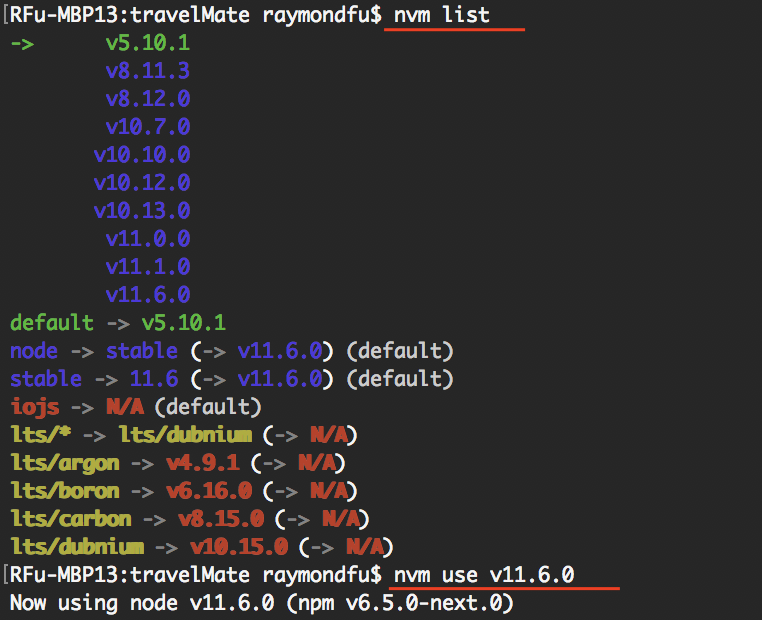 [RFu-MBP13:travelMate raymondfu$ nvm list
->       v5.10.1
         v8.11.3
         v8.12.0
         v10.7.0
        v10.10.0
        v10.12.0
        v10.13.0
         v11.0.0
         v11.1.0
         v11.6.0
default -> v5.10.1
node -> stable (-> v11.6.0) (default)
stable -> 11.6 (-> v11.6.0) (default)
iojs -> N/A (default)
lts/* -> lts/dubnium (-> N/A)
lts/argon -> v4.9.1 (-> N/A)
lts/boron -> v6.16.0 (-> N/A)
lts/carbon -> v8.15.0 (-> N/A)
lts/dubnium -> v10.15.0 (-> N/A)
[RFu-MBP13:travelMate raymondfu$ nvm use v11.6.0
Now using node v11.6.0 (npm v6.5.0-next.0)